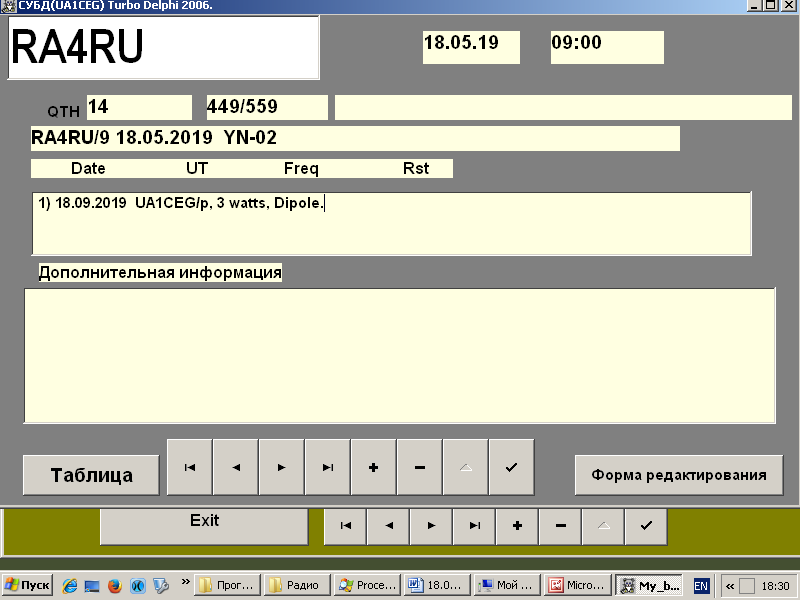 СУБД(UA1CEG) Turbo Delphi 2006.
RA4RU
18.05.19 09:00
QTH 14 449/559
RA4RU/9 18.05.2019 YN-02
Date UT Freq Rst
1) 18.09.2019 UA1CEG/p, 3 watts, Dipole.
Дополнительная информация
Таблица
Форма редактирования
Exit
Пуск » Прог... Радио Proce... 18.0... Мой ... Micro... My_b... EN « 18:30